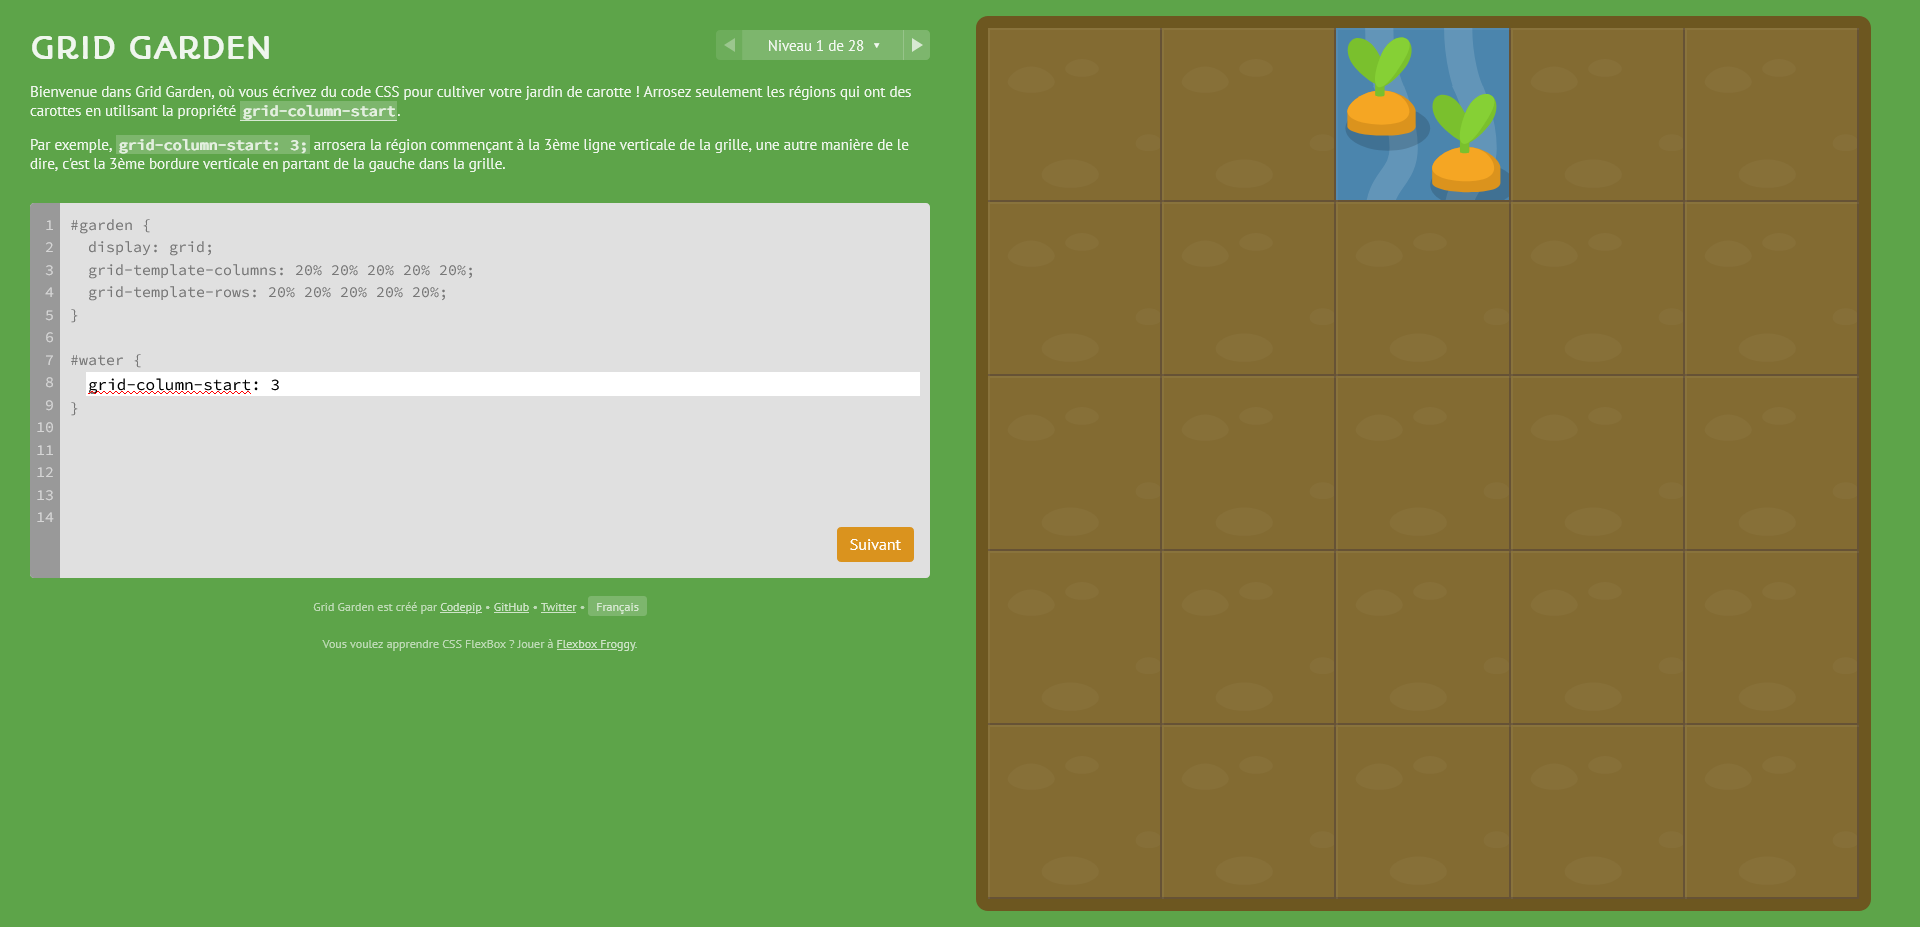 GRID GARDEN
Niveau 1 de 28 ▼
Bienvenue dans Grid Garden, où vous écrivez du code CSS pour cultiver votre jardin de carotte ! Arrosez seulement les régions qui ont des
carottes en utilisant la propriété grid-column-start.
Par exemple, grid-column-start: 3; arrosera la région commençant à la 3ème ligne verticale de la grille, une autre manière de le
dire, c'est la 3ème bordure verticale en partant de la gauche dans la grille.
1 #garden {
2 display: grid;
3 grid-template-columns: 20% 20% 20% 20% 20%;
4 grid-template-rows: 20% 20% 20% 20% 20%;
5 }
6
7 #water {
8 grid-column-start: 3
9 }
10
11
12
13
14
Suivant
Grid Garden est créé par Codepip • GitHub • Twitter • Français
Vous voulez apprendre CSS FlexBox ? Jouer à Flexbox Froggy.